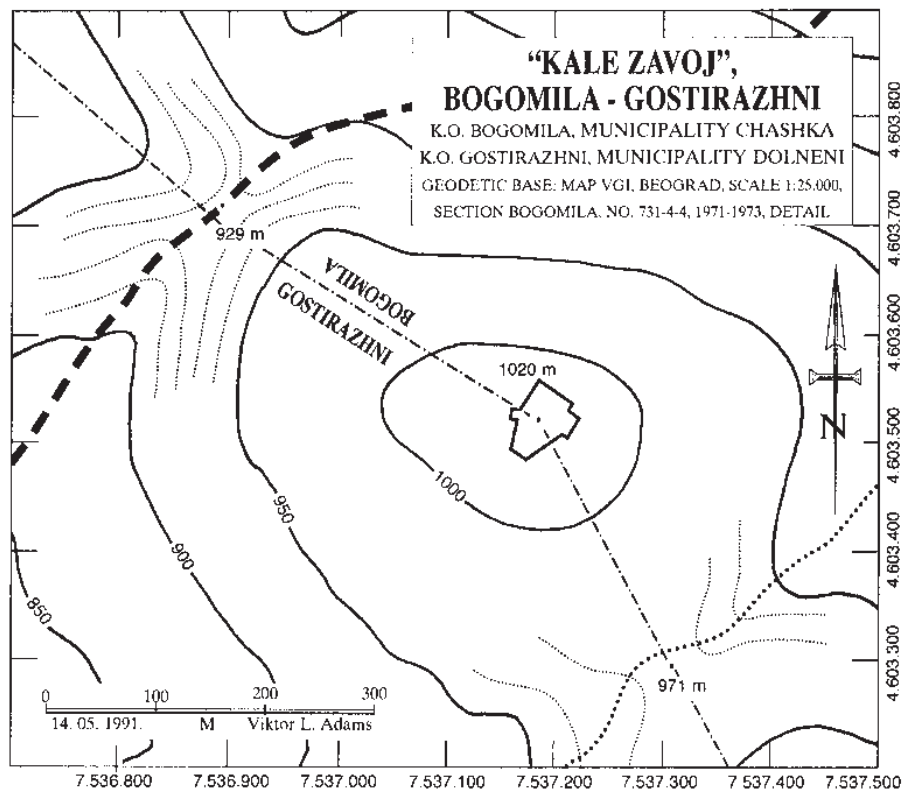 “KALE ZAVOJ”,
BOGOMILA - GOSTIRAZHNI
K.O. BOGOMILA, MUNICIPALITY CHASHKA
K.O. GOSTIRAZHNI, MUNICIPALITY DOLNENI
GEODETIC BASE: MAP VGI, BEOGRAD, SCALE 1:25.000,
SECTION BOGOMILA, NO. 731-4-4, 1971-1973, DETAIL
929 m
BOGOMILA
GOSTIRAZHNI
1020 m
N
1000
950
900
850
971 m
0 100 200 300
14. 05. 1991. M Viktor L. Adams
4.603.800
4.603.700
4.603.600
4.603.500
4.603.400
4.603.300
7.536.800 7.536.900 7.537.000 7.537.100 7.537.200 7.537.300 7.537.400 7.537.500